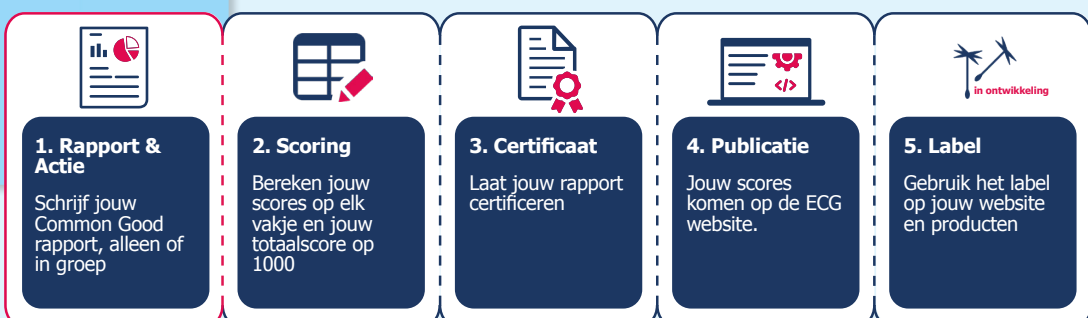 in ontwikkeling
1. Rapport &
Actie
Schrijf jouw
Common Good
rapport, alleen of
in groep
2. Scoring
Bereken jouw
scores op elk
vakje en jouw
totaalscore op
1000
3. Certificaat
Laat jouw rapport
certificeren
4. Publicatie
Jouw scores
komen op de ECG
website.
5. Label
Gebruik het label
op jouw website
en producten